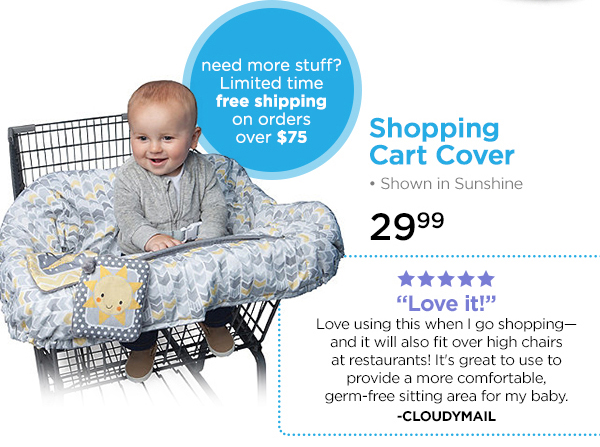 need more stuff?
Limited time
free shipping
on orders
over $75
Shopping
Cart Cover
• Shown in Sunshine
29⁹⁹
★★★★★
“Love it!”
Love using this when I go shopping—
and it will also fit over high chairs
at restaurants! It's great to use to
provide a more comfortable,
germ-free sitting area for my baby.
-CLOUDYMAIL